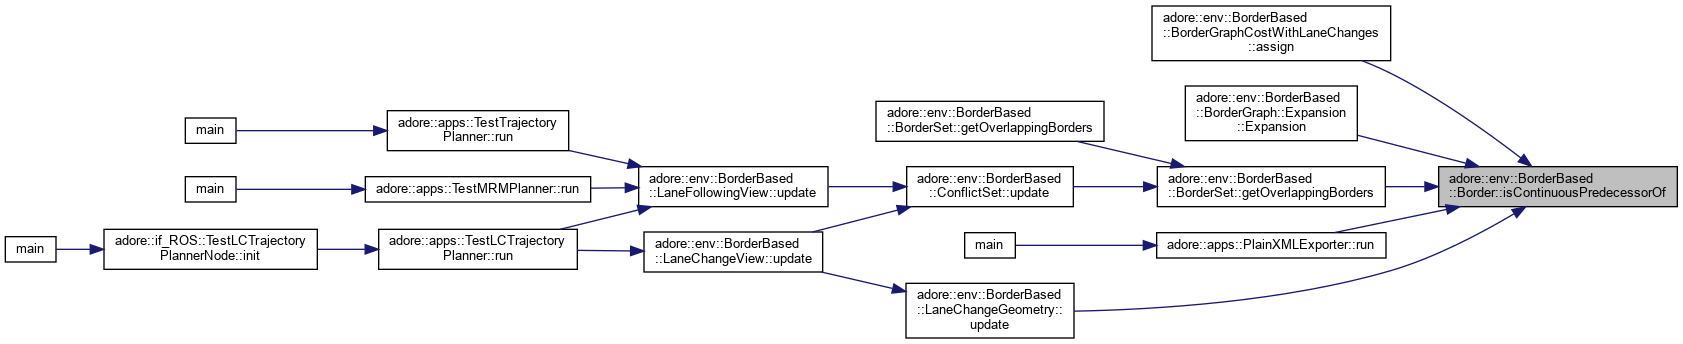 adore::env::BorderBased
::BorderGraphCostWithLaneChanges
::assign
adore::env::BorderBased
::BorderGraph::Expansion
::Expansion
adore::env::BorderBased
::BorderSet::getOverlappingBorders
main
adore::apps::TestTrajectory
Planner::run
adore::env::BorderBased
::LaneFollowingView::update
adore::env::BorderBased
::ConflictSet::update
adore::env::BorderBased
::BorderSet::getOverlappingBorders
adore::env::BorderBased
::Border::isContinuousPredecessorOf
main
adore::apps::TestMRMPlanner::run
main
adore::if_ROS::TestLCTrajectory
PlannerNode::init
adore::apps::TestLCTrajectory
Planner::run
adore::env::BorderBased
::LaneChangeView::update
main
adore::apps::PlainXMLExporter::run
adore::env::BorderBased
::LaneChangeGeometry::
update